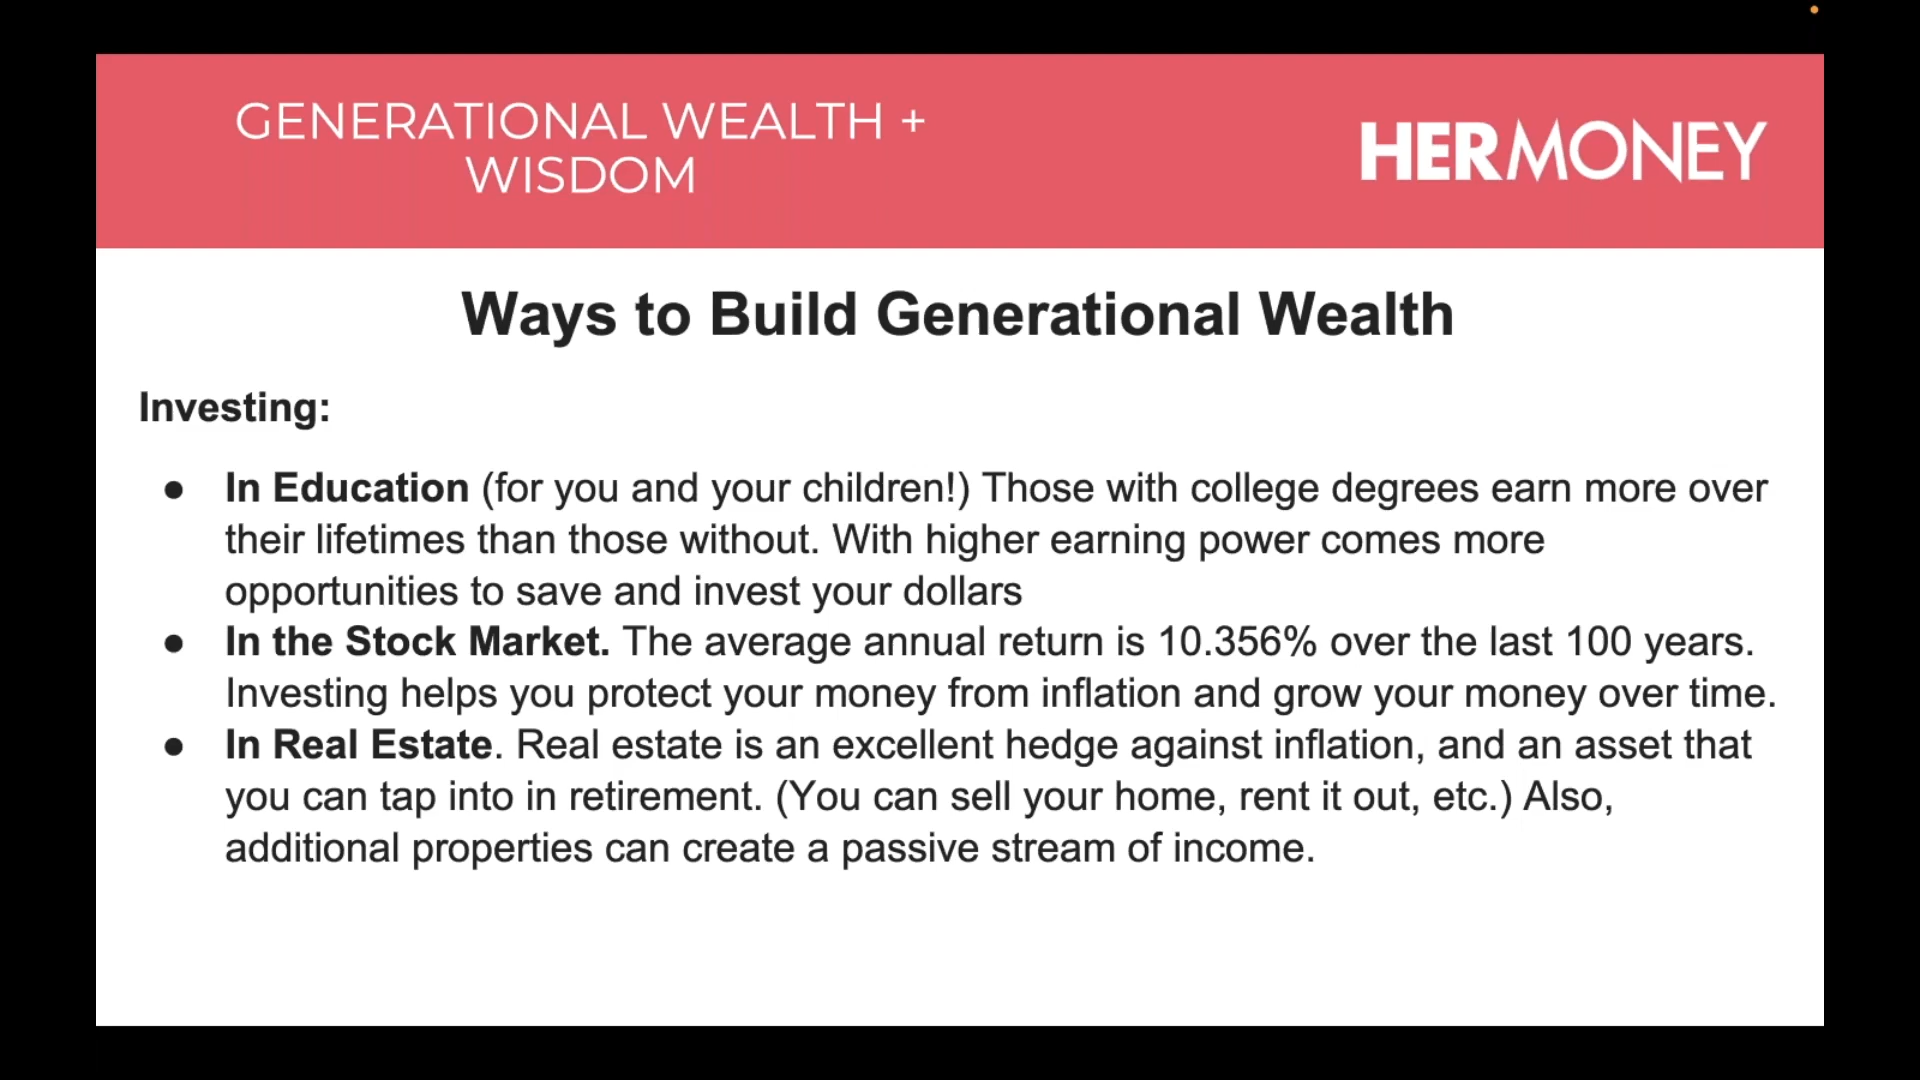 GENERATIONAL WEALTH +
WISDOM
HERMONEY
Ways to Build Generational Wealth
Investing:
● In Education (for you and your children!) Those with college degrees earn more over
their lifetimes than those without. With higher earning power comes more
opportunities to save and invest your dollars
● In the Stock Market. The average annual return is 10.356% over the last 100 years.
Investing helps you protect your money from inflation and grow your money over time.
● In Real Estate. Real estate is an excellent hedge against inflation, and an asset that
you can tap into in retirement. (You can sell your home, rent it out, etc.) Also,
additional properties can create a passive stream of income.